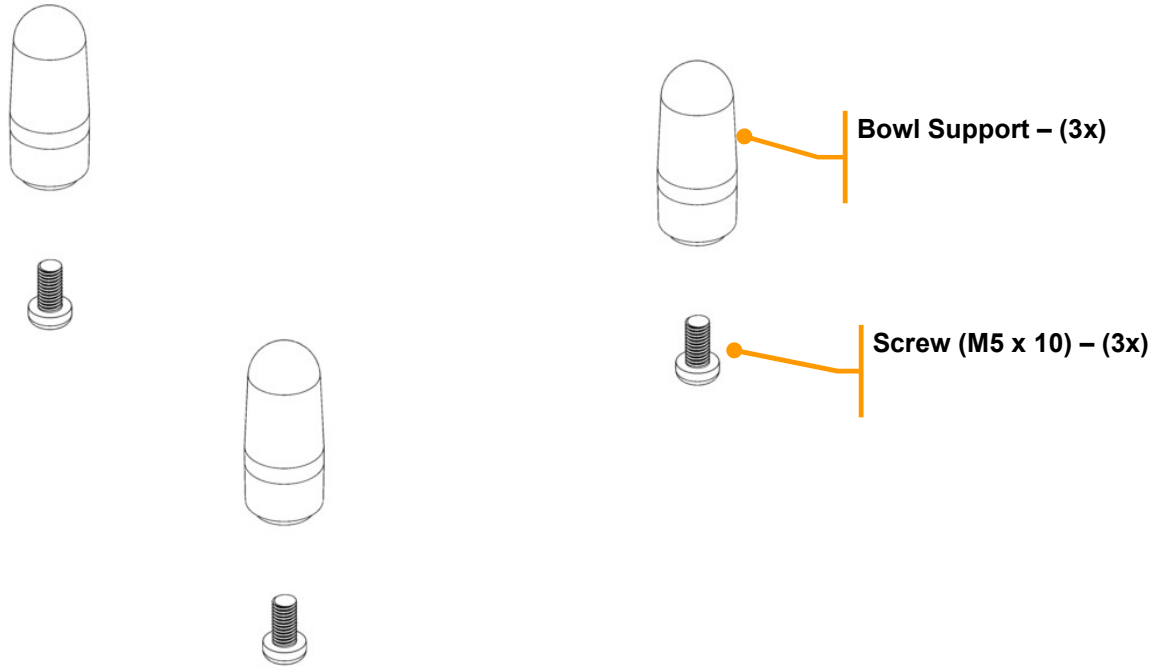 Bowl Support – (3x)
Screw (M5 x 10) – (3x)